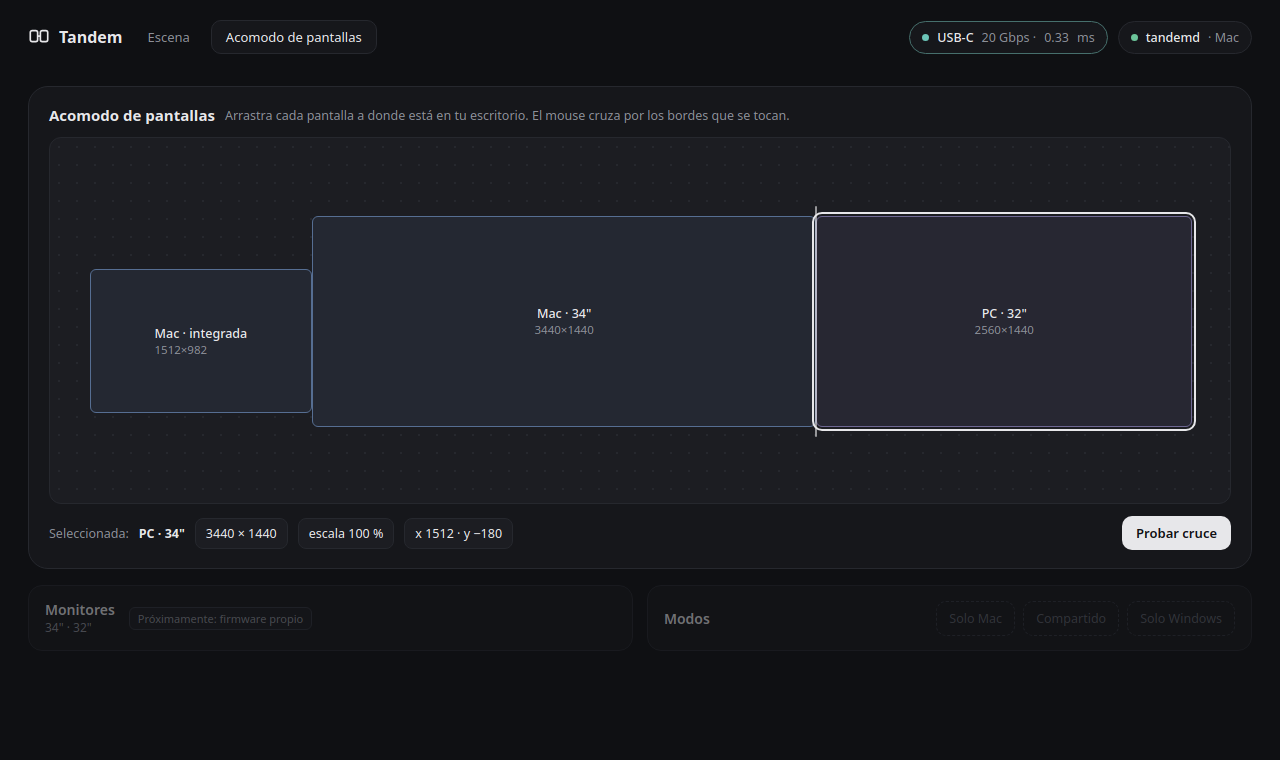 Tandem Escena Acomodo de pantallas USB-C 20 Gbps · 0.33 ms tandemd · Mac
Acomodo de pantallas Arrastra cada pantalla a donde está en tu escritorio. El mouse cruza por los bordes que se tocan.
Mac · integrada
1512×982
Mac · 34"
3440×1440
PC · 32"
2560×1440
Seleccionada: PC · 34" 3440 × 1440 escala 100 % x 1512 · y −180 Probar cruce
Monitores
34" · 32"
Próximamente: firmware propio
Modos Solo Mac Compartido Solo Windows